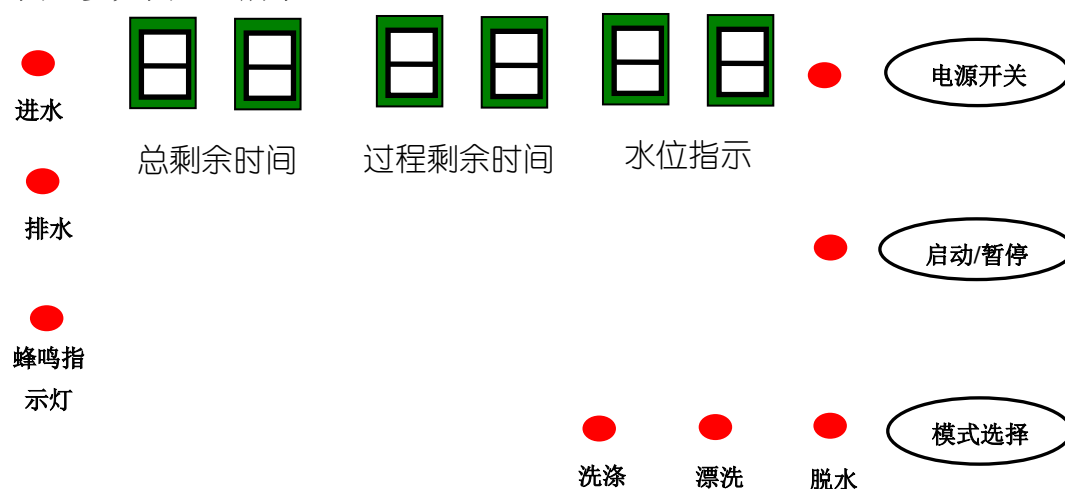 电源开关
进水
总剩余时间 过程剩余时间 水位指示
排水
启动/暂停
蜂鸣指
示灯
模式选择
洗涤 漂洗 脱水